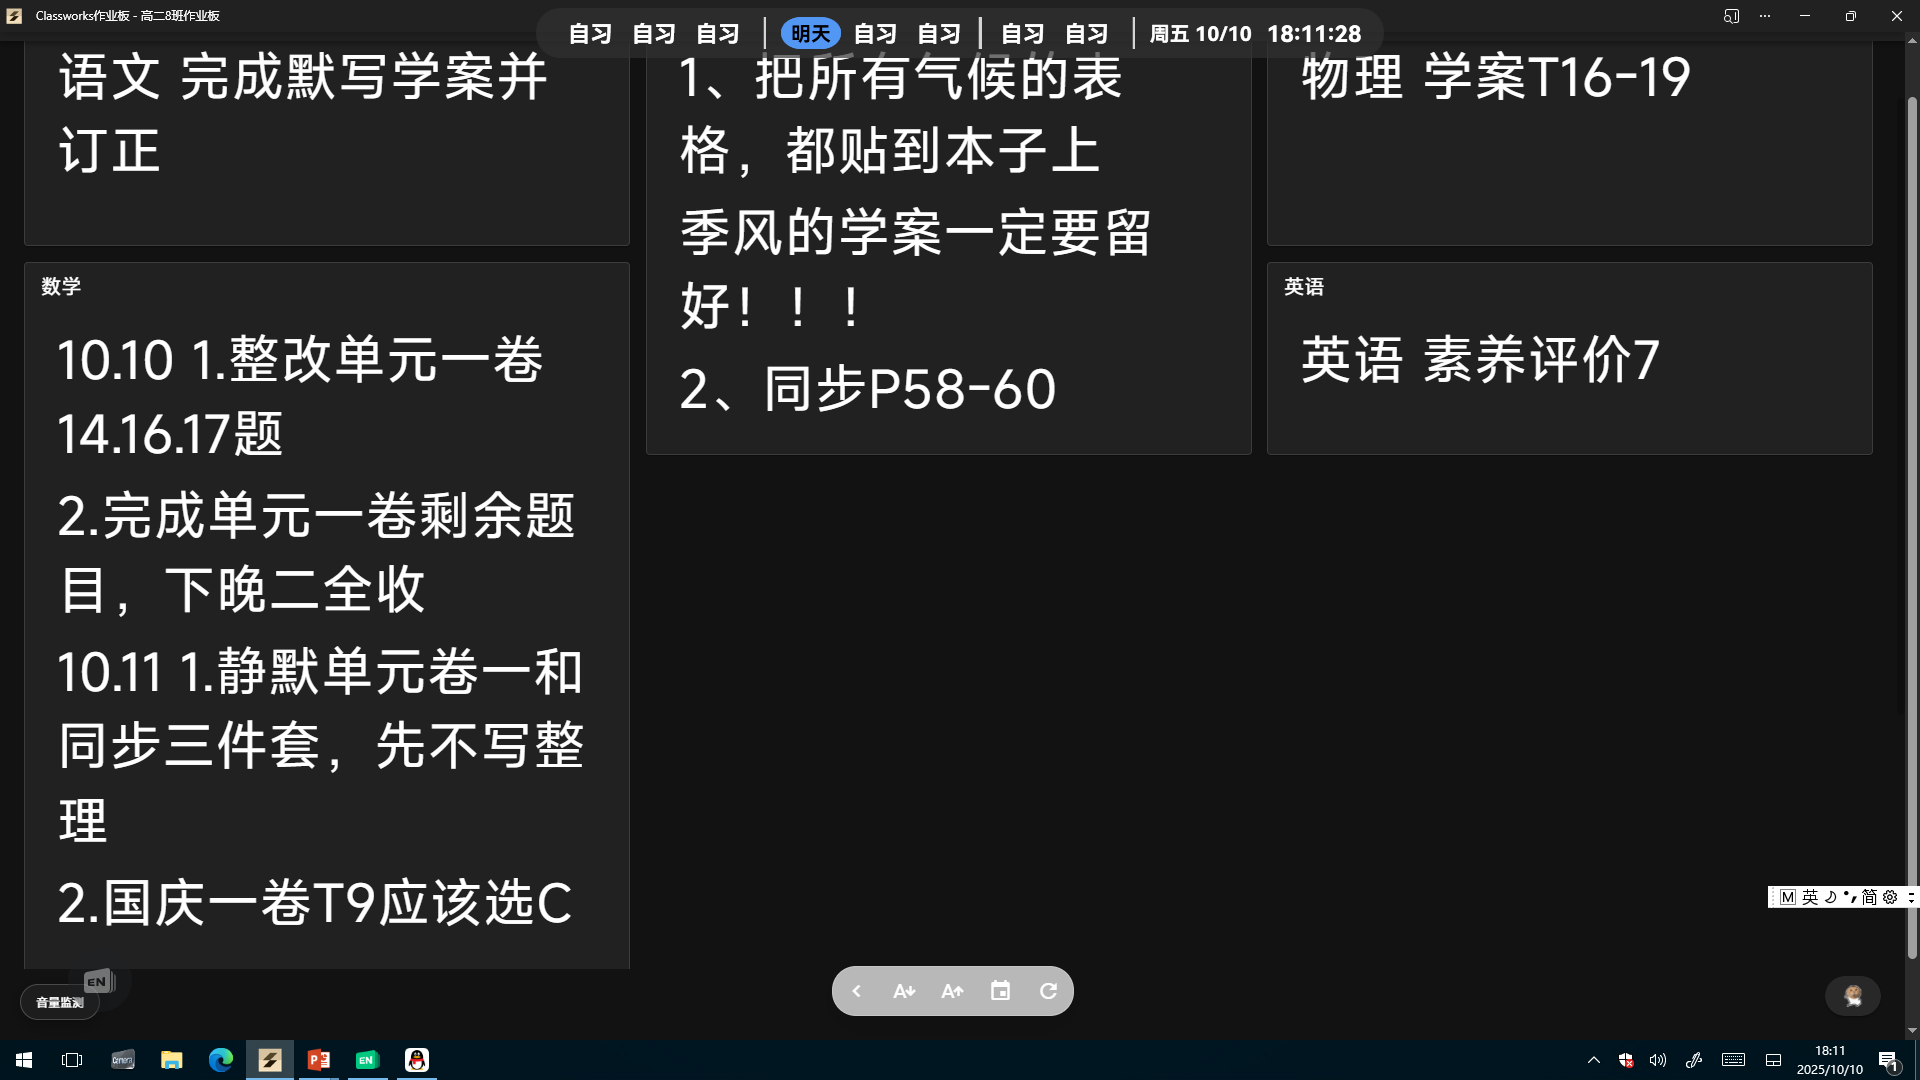 Classworks作业板 - 高二8班作业板
自习 自习 自习 明天 自习 自习 自习 自习 周五 10/10 18:11:28
语文 完成默写学案并
订正
数学
10.10 1.整改单元一卷
14.16.17题
2.完成单元一卷剩余题
目，下晚二全收
10.11 1.静默单元卷一和
同步三件套，先不写整
理
2.国庆一卷T9应该选C
1、把所有气候的表
格，都贴到本子上
季风的学案一定要留
好！！！
2、同步P58-60
物理 学案T16-19
英语
英语 素养评价7
M 英 简
EN
音量监测
A A
Camera
EN
18:11
2025/10/10
1